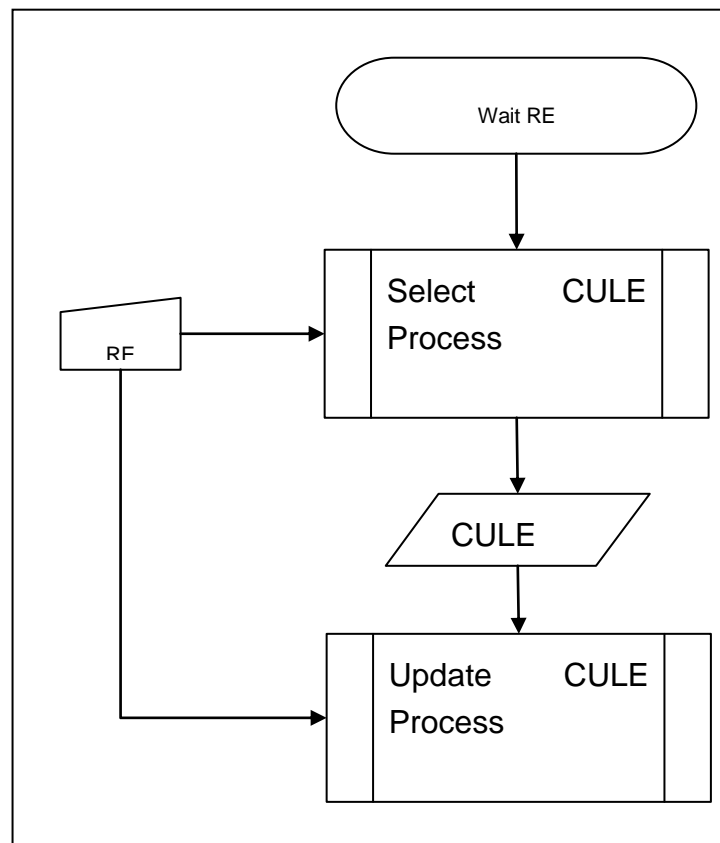 Wait RE
Select CULE
Process
RF
CULE
Update CULE
Process